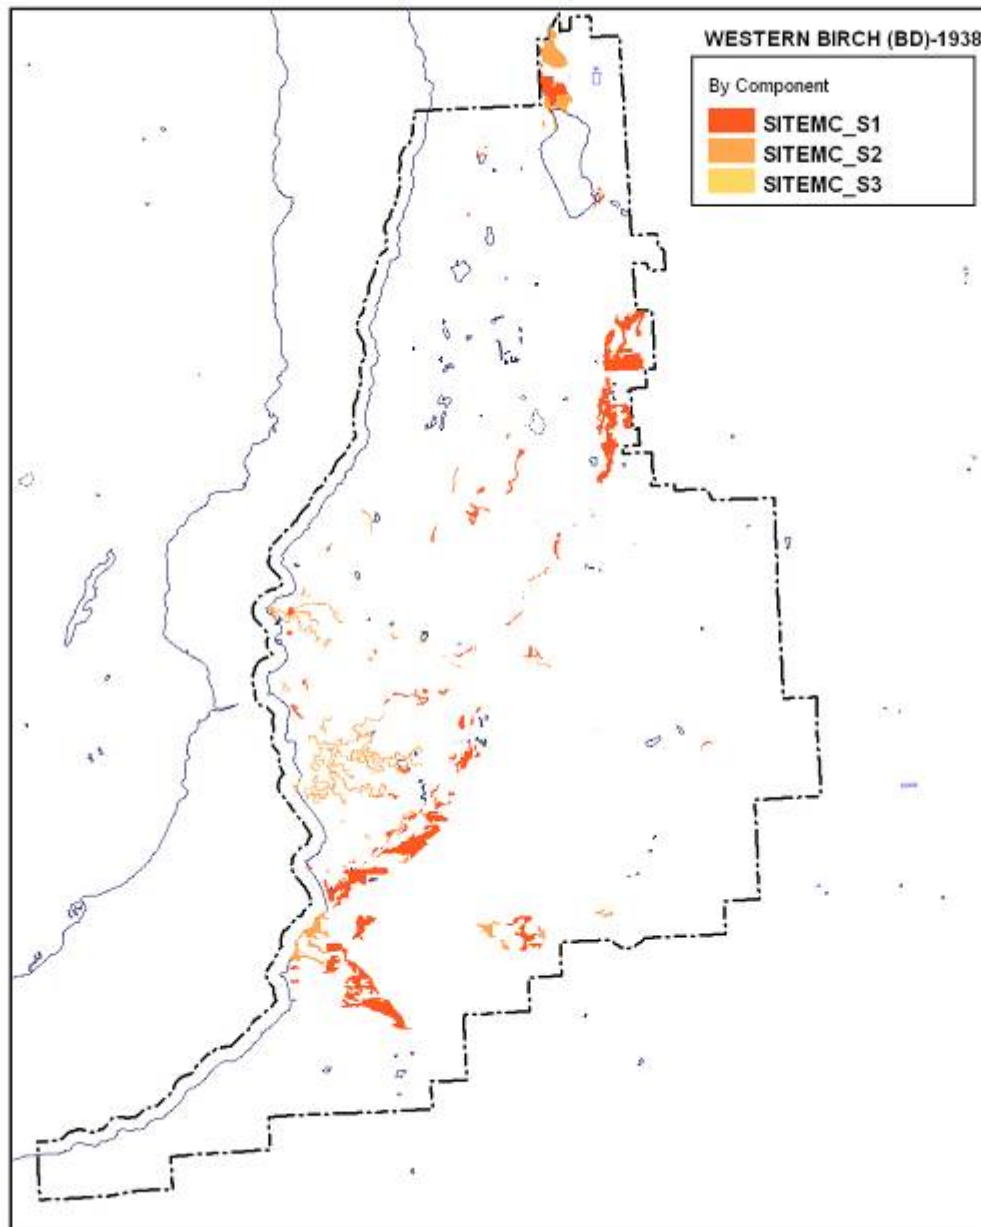 WESTERN BIRCH (BD)-1938
By Component
SITEMC_S1
SITEMC_S2
SITEMC_S3